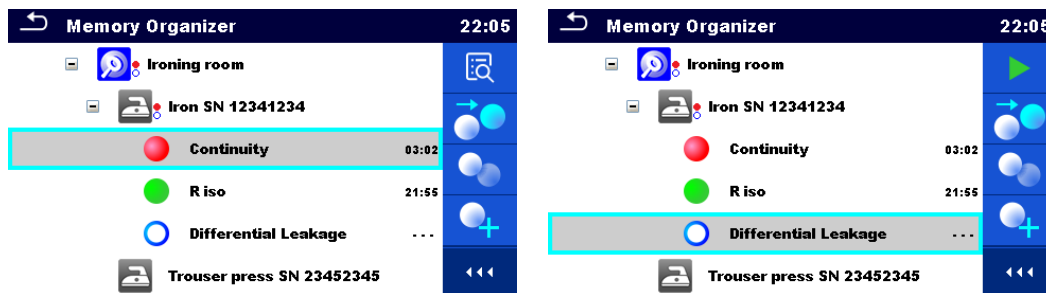 Memory Organizer 22:05
Ironing room
Iron SN 12341234
Continuity 03:02
R iso 21:55
Differential Leakage ---
Trouser press SN 23452345
Memory Organizer 22:05
Ironing room
Iron SN 12341234
Continuity 03:02
R iso 21:55
Differential Leakage ---
Trouser press SN 23452345